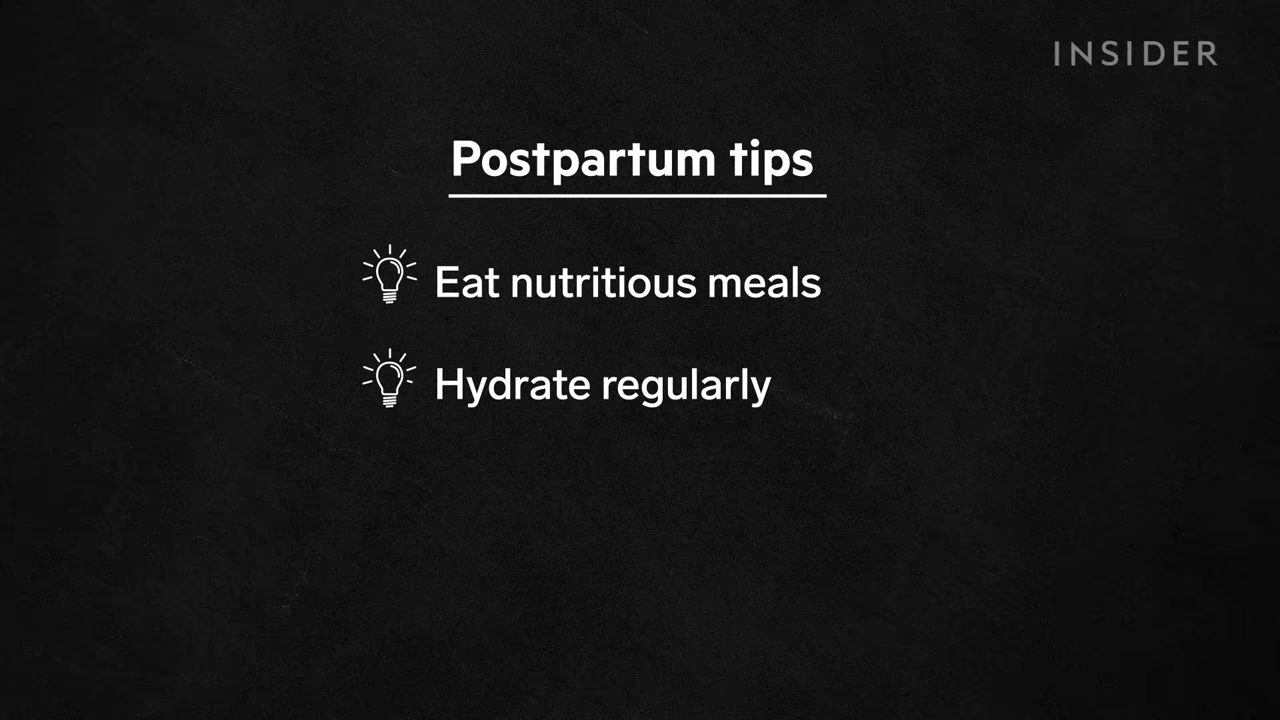 INSIDER
Postpartum tips
Eat nutritious meals
Hydrate regularly